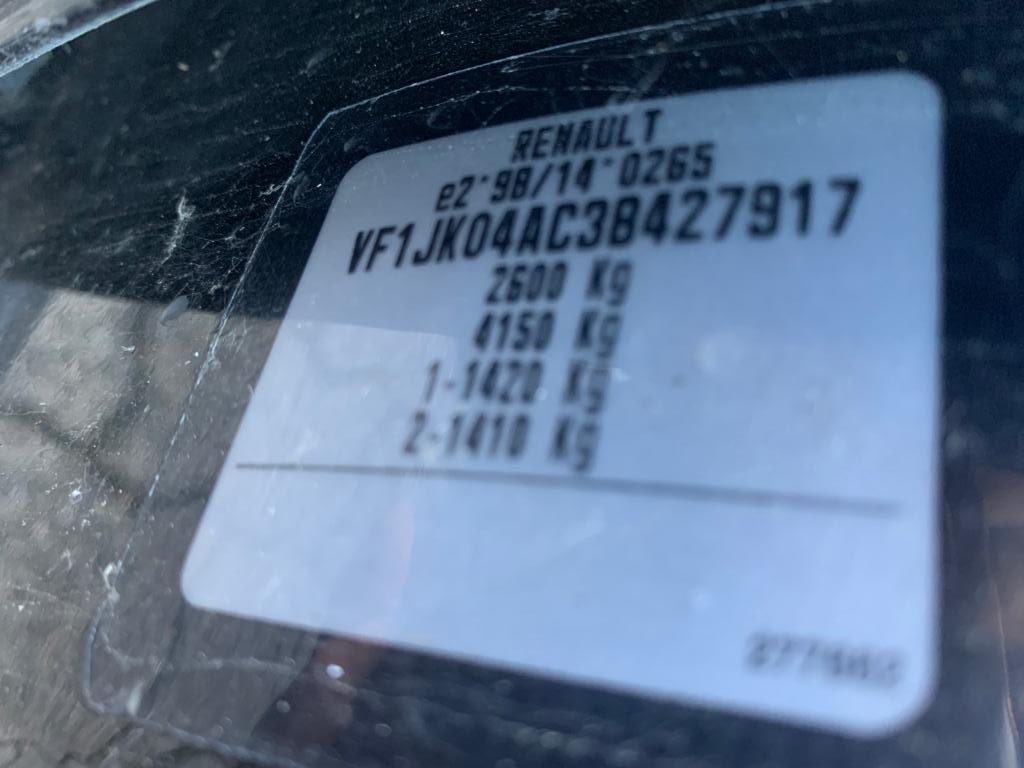 RENAULT
e2*98/14*0265
VF1JK04AC38427917
2600 Kg
4150 Kg
1-1420 Kg
2-1410 Kg